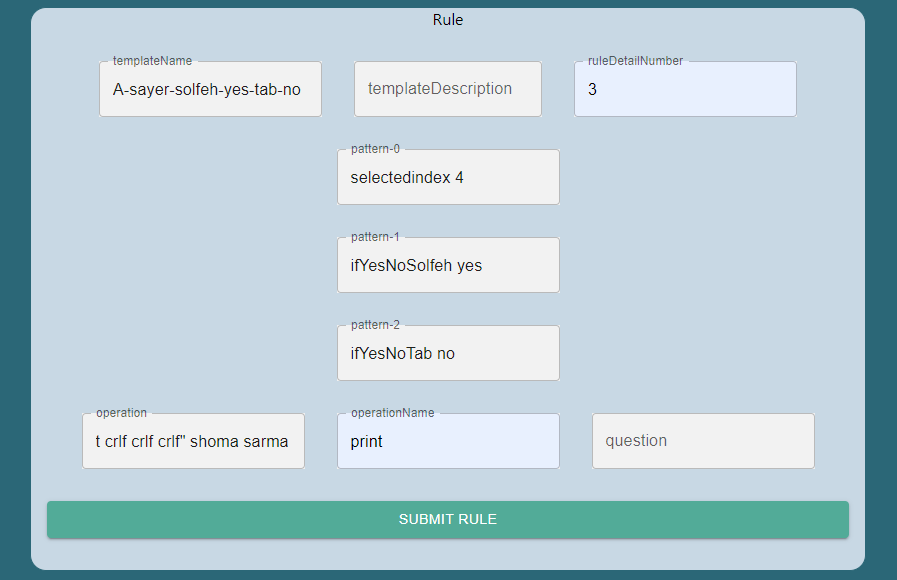 Rule
templateName
A-sayer-solfeh-yes-tab-no
templateDescription
ruleDetailNumber
3
pattern-0
selectedindex 4
pattern-1
ifYesNoSolfeh yes
pattern-2
ifYesNoTab no
operation
t crlf crlf crlf" shoma sarma
operationName
print
question
SUBMIT RULE